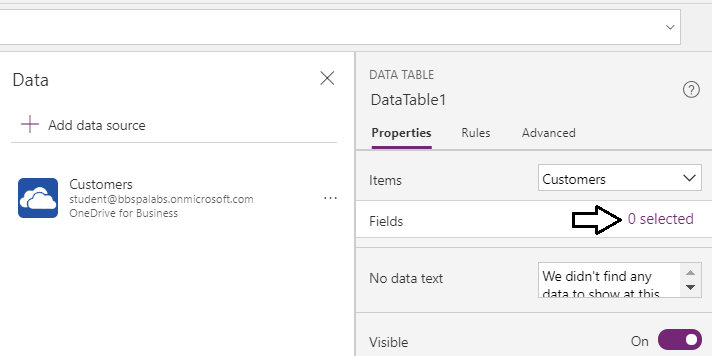 Data
Add data source
Customers
student@bbspalabs.onmicrosoft.com
OneDrive for Business
...
DATA TABLE
DataTable1
?
Properties Rules Advanced
Items Customers
Fields 0 selected
No data text We didn't find any
data to show at this
Visible On